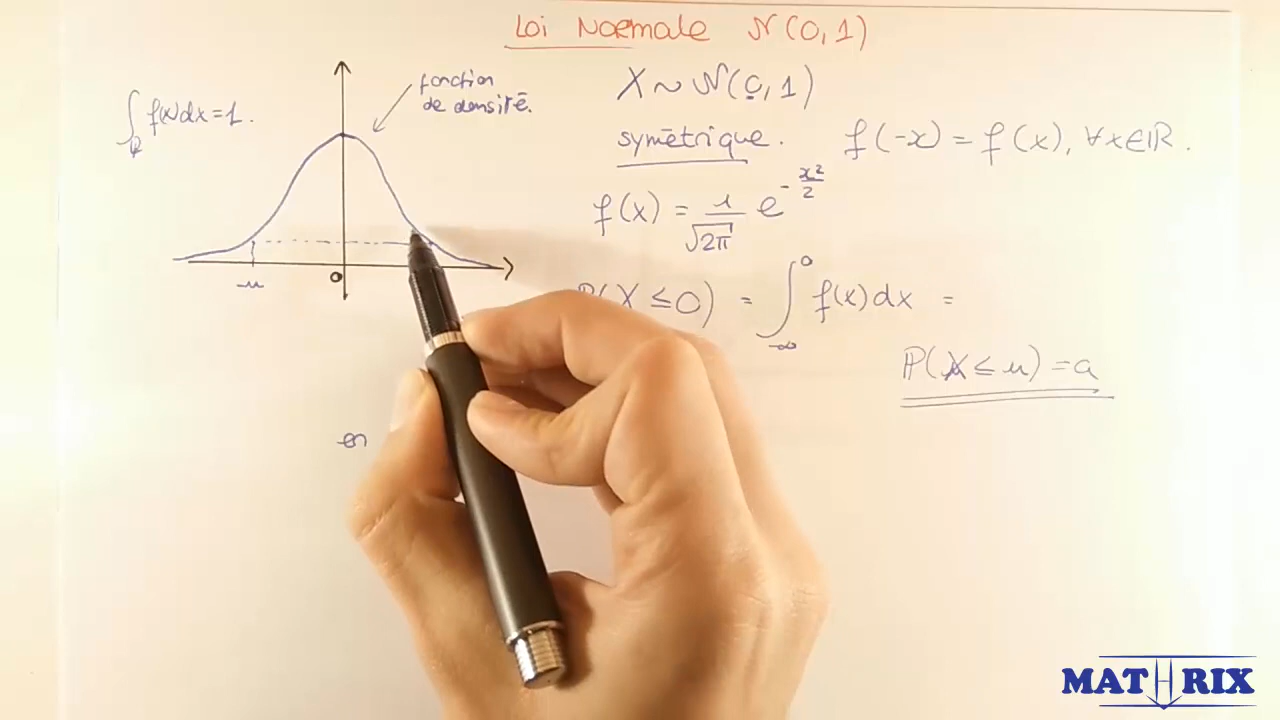 Loi Normale N(0,1)
fonction
de densité.
∫ℝ f(x)dx=1.
X ~ N(0,1)
symétrique. f(-x) = f(x), ∀x∈ℝ.
f(x) = 1/√2π e^-x²/2
0
-u
P(X ≤ 0) = ∫_-∞^0 f(x)dx =
P(X ≤ u) = a
en
MATHRIX